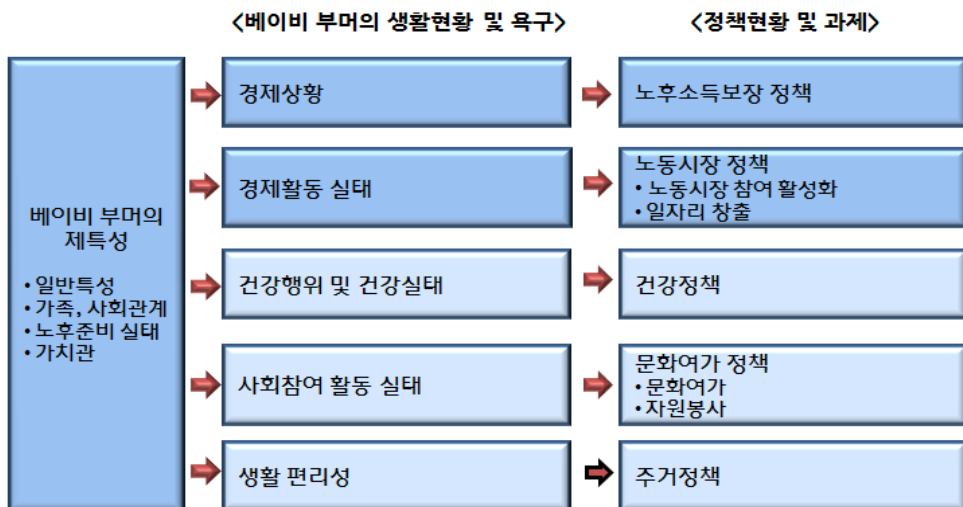 <베이비 부머의 생활현황 및 욕구>
<정책현황 및 과제>
베이비 부머의
제특성
• 일반특성
• 가족, 사회관계
• 노후준비 실태
• 가치관
경제상황
노후소득보장 정책
경제활동 실태
노동시장 정책
• 노동시장 참여 활성화
• 일자리 창출
건강행위 및 건강실태
건강정책
사회참여 활동 실태
문화여가 정책
• 문화여가
• 자원봉사
생활 편리성
주거정책